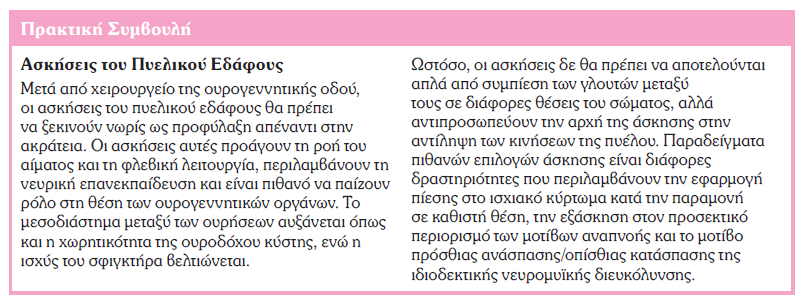 Πρακτική Συμβουλή
Ασκήσεις του Πυελικού Εδάφους
Μετά από χειρουργείο της ουρογεννητικής οδού,
οι ασκήσεις του πυελικού εδάφους θα πρέπει
να ξεκινούν νωρίς ως προφύλαξη απέναντι στην
ακράτεια. Οι ασκήσεις αυτές προάγουν τη ροή του
αίματος και τη φλεβική λειτουργία, περιλαμβάνουν τη
νευρική επανεκπαίδευση και είναι πιθανό να παίζουν
ρόλο στη θέση των ουρογεννητικών οργάνων. Το
μεσοδιάστημα μεταξύ των ουρήσεων αυξάνεται όπως
και η χωρητικότητα της ουροδόχου κύστης, ενώ η
ισχύς του σφιγκτήρα βελτιώνεται.
Ωστόσο, οι ασκήσεις δε θα πρέπει να αποτελούνται
απλά από συμπίεση των γλουτών μεταξύ
τους σε διάφορες θέσεις του σώματος, αλλά
αντιπροσωπεύουν την αρχή της άσκησης στην
αντίληψη των κινήσεων της πυέλου. Παραδείγματα
πιθανών επιλογών άσκησης είναι διάφορες
δραστηριότητες που περιλαμβάνουν την εφαρμογή
πίεσης στο ισχιακό κύρτωμα κατά την παραμονή
σε καθιστή θέση, την εξάσκηση στον προσεκτικό
περιορισμό των μοτίβων αναπνοής και το μοτίβο
πρόσθιας ανάσπασης/οπίσθιας κατάσπασης της
ιδιοδεκτικής νευρομυϊκής διευκόλυνσης.